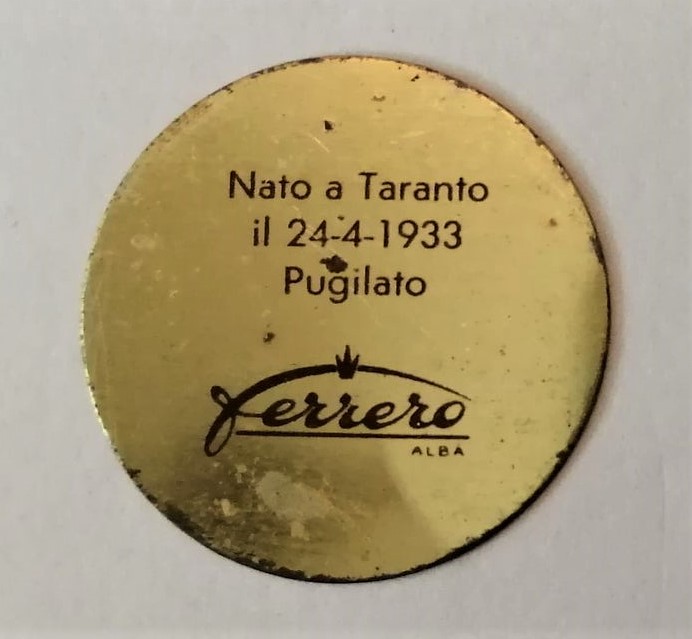 Nato a Taranto
il 24-4-1933
Pugilato
ferrero
ALBA